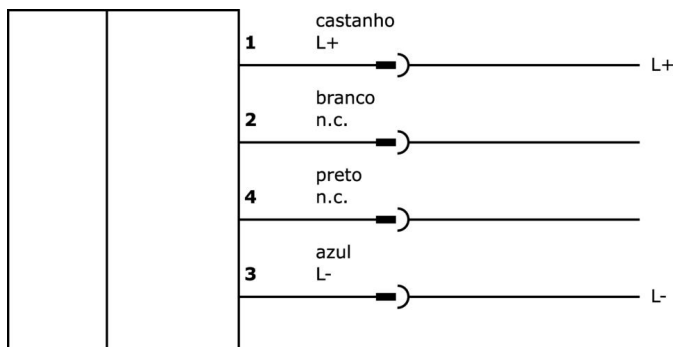 castanho
1 L+
L+
branco
2 n.c.
preto
4 n.c.
azul
3 L-
L-